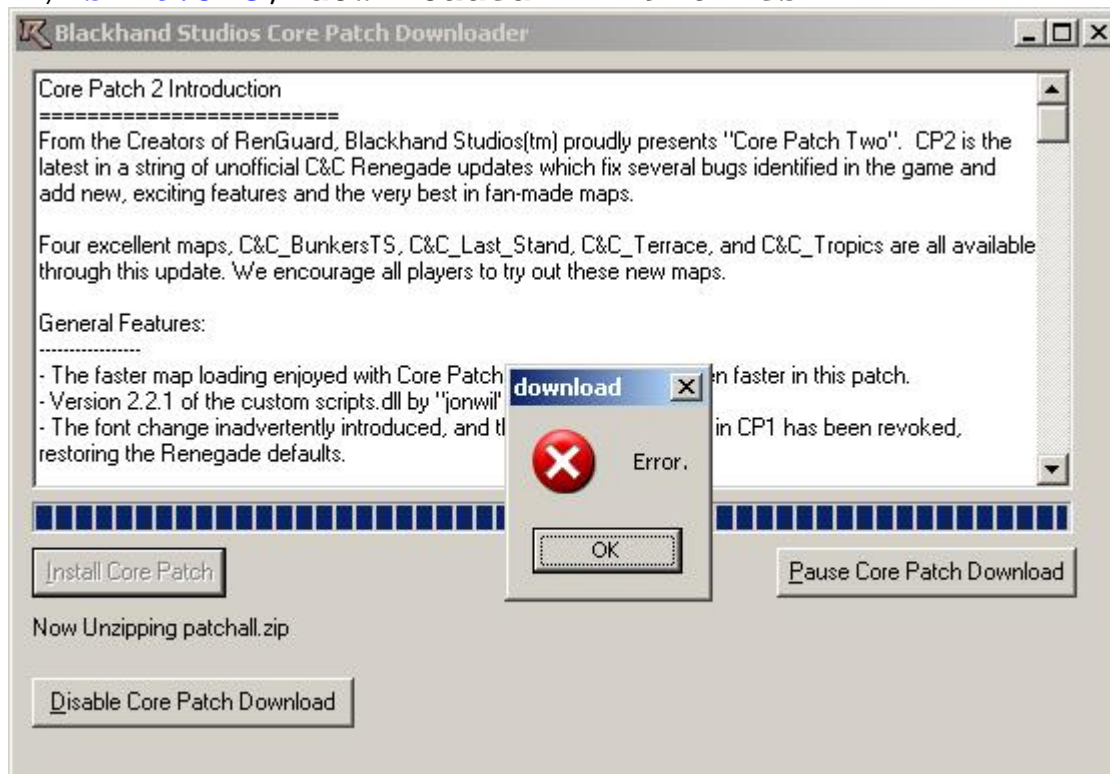 Blackhand Studios Core Patch Downloader
Core Patch 2 Introduction
=========================
From the Creators of RenGuard, Blackhand Studios(tm) proudly presents "Core Patch Two". CP2 is the
latest in a string of unofficial C&C Renegade updates which fix several bugs identified in the game and
add new, exciting features and the very best in fan-made maps.
Four excellent maps, C&C_BunkersTS, C&C_Last_Stand, C&C_Terrace, and C&C_Tropics are all available
through this update. We encourage all players to try out these new maps.
General Features:
----------------
- The faster map loading enjoyed with Core Patch
faster in this patch.
- Version 2.2.1 of the custom scripts.dll by "jonwil"
- The font change inadvertently introduced, and
in CP1 has been revoked,
restoring the Renegade defaults.
download
Error.
OK
Install Core Patch
Pause Core Patch Download
Now Unzipping patchall.zip
Disable Core Patch Download